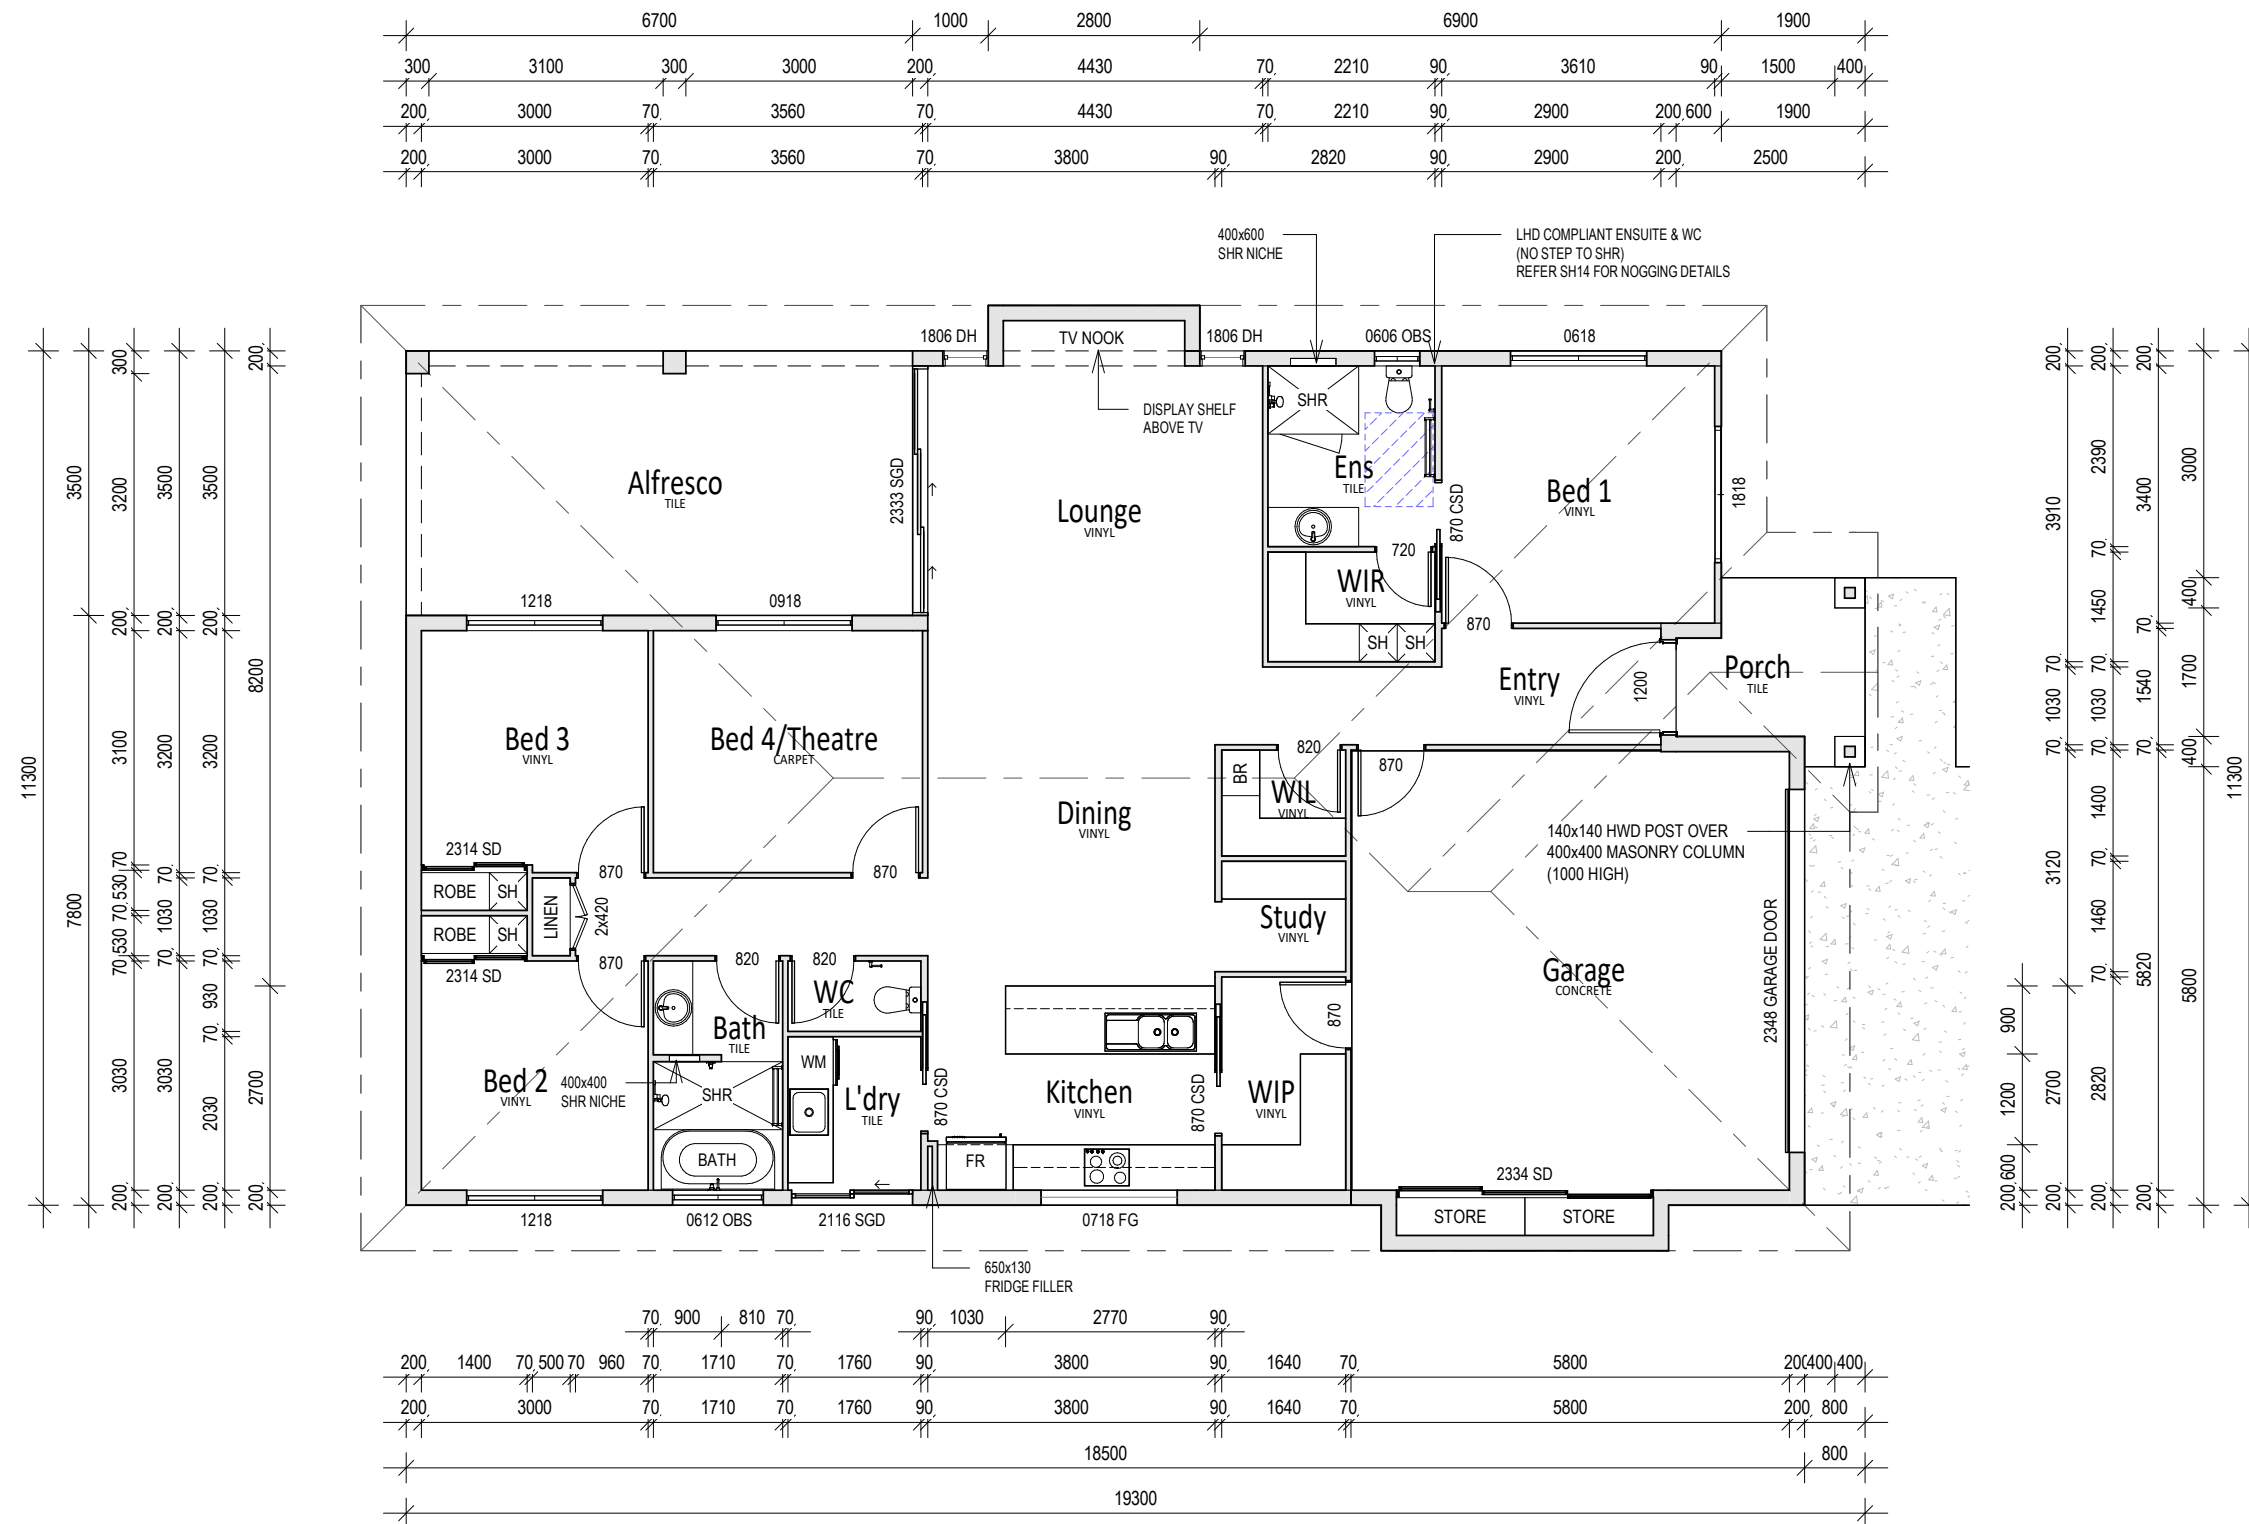 6700 1000 2800 6900 1900
300 3100 300 3000 200 4430 70 2210 90 3610 90 1500 400
200 3000 70 3560 70 4430 70 2210 90 2900 200 600 1900
200 3000 70 3560 70 3800 90 2820 90 2900 200 2500
400x600
SHR NICHE
LHD COMPLIANT ENSUITE & WC
(NO STEP TO SHR)
REFER SH14 FOR NOGGING DETAILS
1806 DH
TV NOOK
1806 DH
0606 OBS
0618
DISPLAY SHELF
ABOVE TV
SHR
Alfresco
TILE
2333 SGD
Lounge
VINYL
Ens
TILE
870 CSD
Bed 1
VINYL
1818
720
WIR
VINYL
SH SH
870
1218
0918
Entry
VINYL
1200
Porch
TILE
Bed 3
VINYL
Bed 4/Theatre
CARPET
820
870
BR
WIL
VINYL
Dining
VINYL
140x140 HWD POST OVER
400x400 MASONRY COLUMN
(1000 HIGH)
2314 SD
870
870
ROBE SH
LINEN
2x420
ROBE SH
2314 SD
870
820
820
Study
VINYL
Garage
CONCRETE
2348 GARAGE DOOR
WC
TILE
Bath
TILE
870
WM
Bed 2
VINYL
400x400
SHR NICHE
SHR
L'dry
TILE
870 CSD
Kitchen
VINYL
870 CSD
WIP
VINYL
BATH
FR
2334 SD
1218
0612 OBS
2116 SGD
0718 FG
STORE STORE
650x130
FRIDGE FILLER
11300
3500 7800
300 3200 200 3100 70 530 70 530 70 3030 200
3500 200 3200 70 1030 70 3030 200
3500 200 3200 70 1030 70 930 70 2030 200
200 8200 2700 200
200 600 1200 900
200 3910 70 1030 70 3120 2700 200
200 2390 70 1450 70 1030 70 1400 70 1460 70 2820 200
200 3400 70 1540 70 5820 200
3000 400 1700 400 5800
11300
70 900 810 70 90 1030 2770 90
200 1400 70 500 70 960 70 1710 70 1760 90 3800 90 1640 70 5800 200 400 400
200 3000 70 1710 70 1760 90 3800 90 1640 70 5800 200 800
18500 800
19300